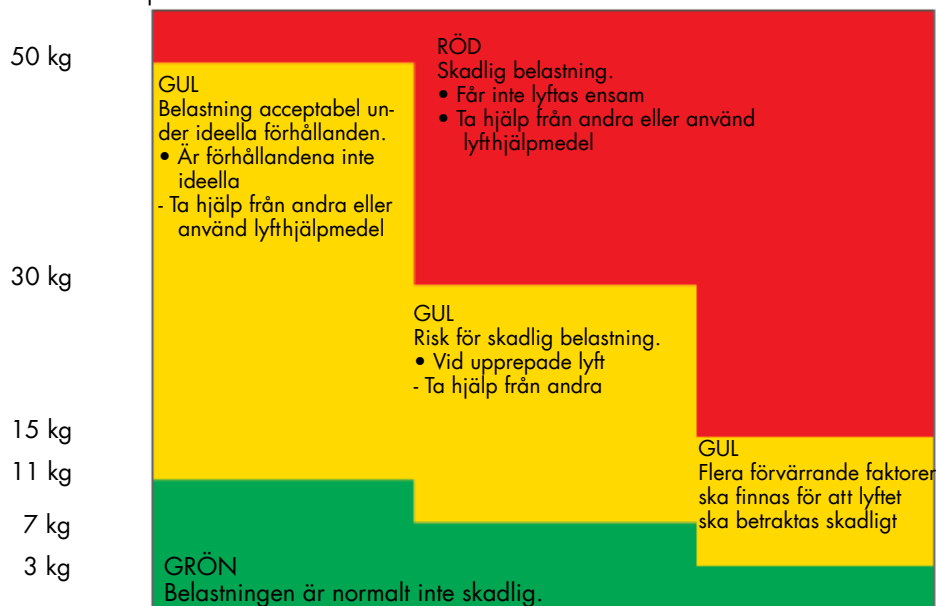 50 kg
30 kg
15 kg
11 kg
7 kg
3 kg
GUL
Belastning acceptabel un-
der ideella förhållanden.
• Är förhållandena inte
ideella
- Ta hjälp från andra eller
använd lyfthjälpmedel
RÖD
Skadlig belastning.
• Får inte lyftas ensam
• Ta hjälp från andra eller använd
lyfthjälpmedel
GUL
Risk för skadlig belastning.
• Vid upprepade lyft
- Ta hjälp från andra
GUL
Flera förvärrande faktorer
ska finnas för att lyftet
ska betraktas skadligt
GRÖN
Belastningen är normalt inte skadlig.